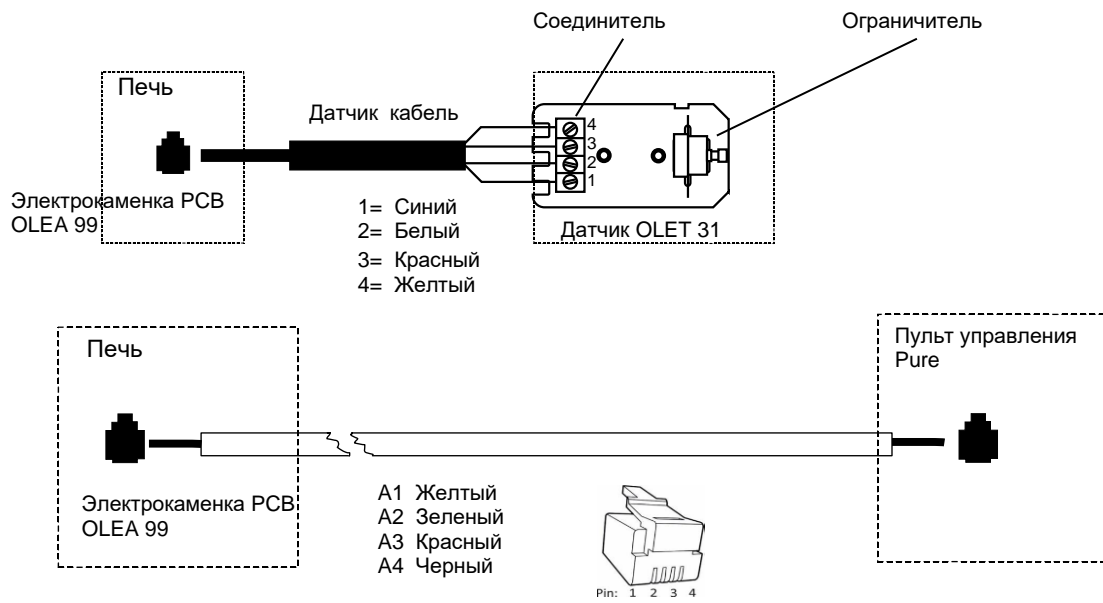 Соединитель
Ограничитель
Печь
Датчик кабель
4
3
2
1
Электрокаменка PCB
OLEA 99
1= Синий
2= Белый
3= Красный
4= Желтый
Датчик OLET 31
Печь
Пульт управления
Pure
Электрокаменка PCB
OLEA 99
A1 Желтый
A2 Зеленый
A3 Красный
A4 Черный
Pin: 1 2 3 4